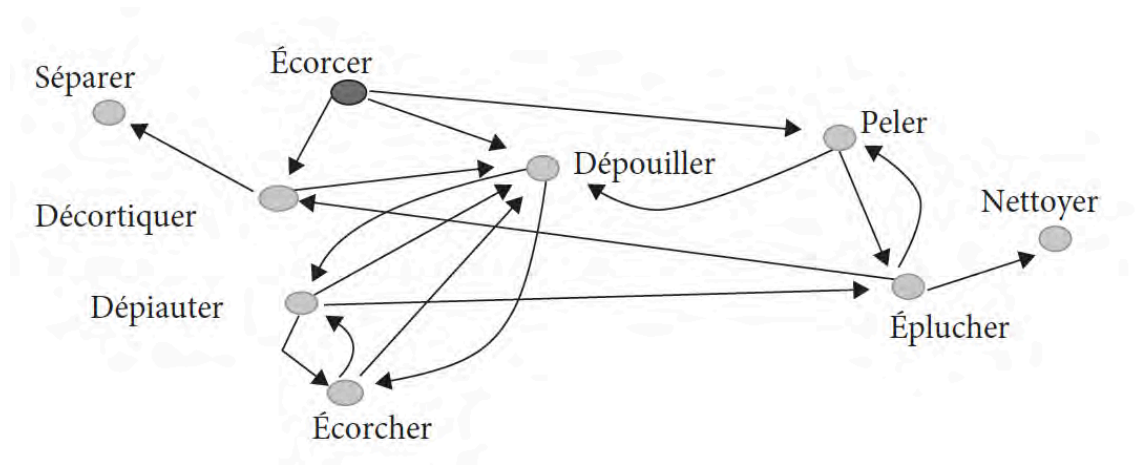 Écorcer
Séparer
Peler
Dépouiller
Nettoyer
Décortiquer
Dépiauter
Éplucher
Écorcher